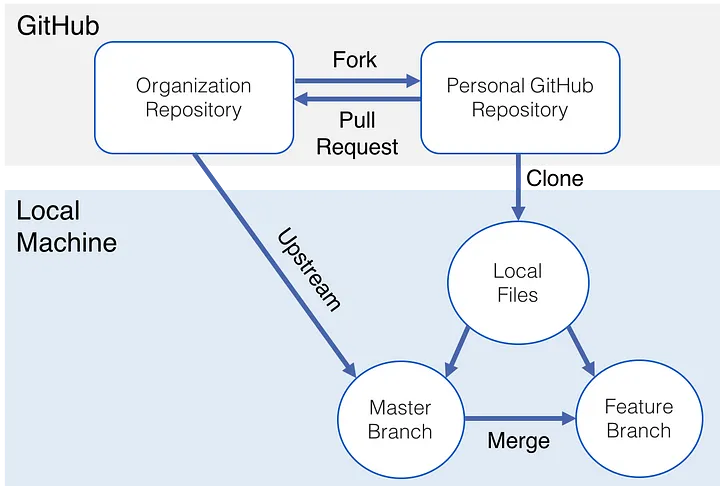 GitHub
Organization
Repository
Fork
Pull
Request
Personal GitHub
Repository
Clone
Local
Machine
Upstream
Local
Files
Master
Branch
Merge
Feature
Branch